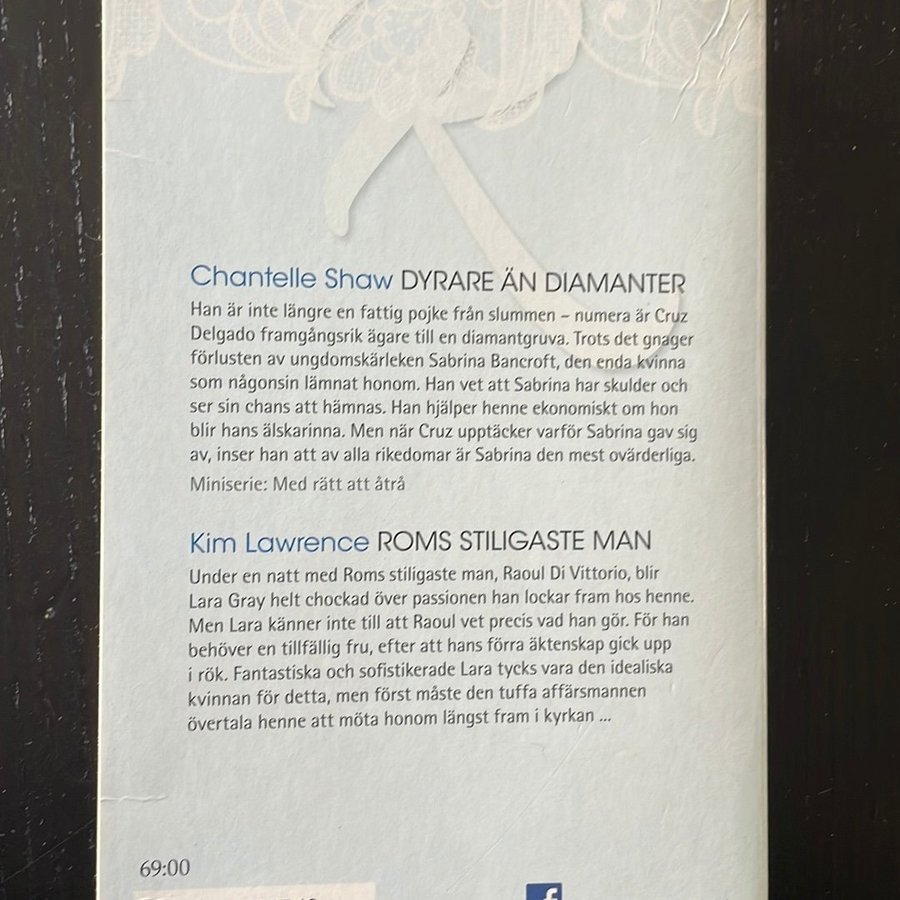 Chantelle Shaw DYRARE ÄN DIAMANTER
Han är inte längre en fattig pojke från slummen – numera är Cruz
Delgado framgångsrik ägare till en diamantgruva. Trots det gnager
förlusten av ungdomskärleken Sabrina Bancroft, den enda kvinna
som någonsin lämnat honom. Han vet att Sabrina har skulder och
ser sin chans att hämnas. Han hjälper henne ekonomiskt om hon
blir hans älskarinna. Men när Cruz upptäcker varför Sabrina gav sig
av, inser han att av alla rikedomar är Sabrina den mest ovärderliga.
Miniserie: Med rätt att åtrå
Kim Lawrence ROMS STILIGASTE MAN
Under en natt med Roms stiligaste man, Raoul Di Vittorio, blir
Lara Gray helt chockad över passionen han lockar fram hos henne.
Men Lara känner inte till att Raoul vet precis vad han gör. För han
behöver en tillfällig fru, efter att hans förra äktenskap gick upp
i rök. Fantastiska och sofistikerade Lara tycks vara den idealiska
kvinnan för detta, men först måste den tuffa affärsmannen
övertala henne att möta honom längst fram i kyrkan ...
69:00